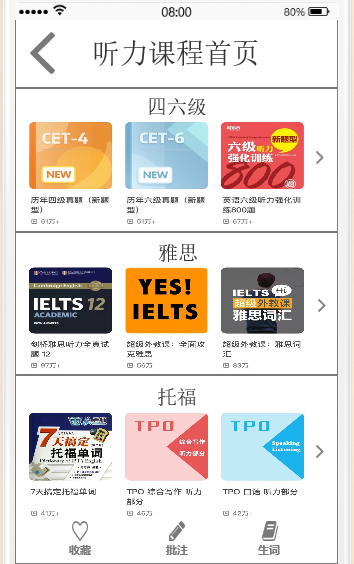 08:00
80%
听力课程首页
四六级
CET-4
NEW
CET-6
NEW
新题型
六级听力
强化训练
800
历年四级真题（新题型）
61万+
历年六级真题（新题型）
61万+
英语六级听力强化训练800题
67万+
雅思
Cambridge English
IELTS 12
ACADEMIC
YES!
IELTS
Hi
IELTS
超级外教课
雅思词汇
剑桥雅思听力全真试题 12
97万+
超级外教课：全面攻克雅思
56万
超级外教课：雅思词汇
83万
托福
7天搞定
托福单词
TPO
综合写作
听力部分
TPO
Speaking
Listening
7天搞定托福单词
41万+
TPO 综合写作 听力部分
46万+
TPO 口语 听力部分
42万+
收藏
批注
生词